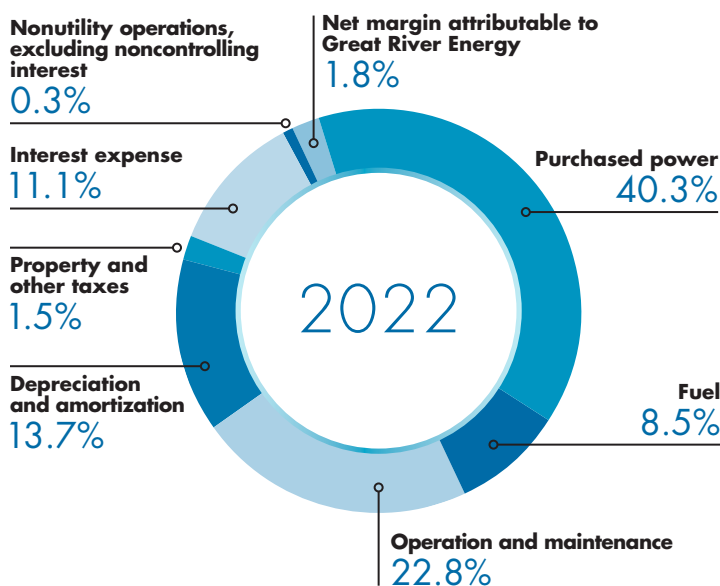 Nonutility operations,
excluding noncontrolling
interest
0.3%
Net margin attributable to
Great River Energy
1.8%
Interest expense
11.1%
Purchased power
40.3%
Property and
other taxes
1.5%
2022
Depreciation
and amortization
13.7%
Fuel
8.5%
Operation and maintenance
22.8%